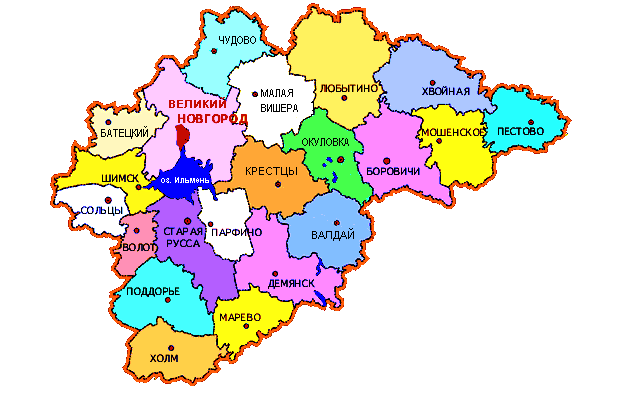 ЧУДОВО
ЛЮБЫТИНО
ХВОЙНАЯ
МАЛАЯ
ВИШЕРА
ВЕЛИКИЙ
НОВГОРОД
БАТЕЦКИЙ
ОКУЛОВКА
МОШЕНСКОЕ
ПЕСТОВО
ШИМСК
оз. Ильмень
КРЕСТЦЫ
БОРОВИЧИ
СОЛЬЦЫ
СТАРАЯ
РУССА
ПАРФИНО
ВАЛДАЙ
ВОЛОТ
ПОДДОРЬЕ
ДЕМЯНСК
МАРЕВО
ХОЛМ